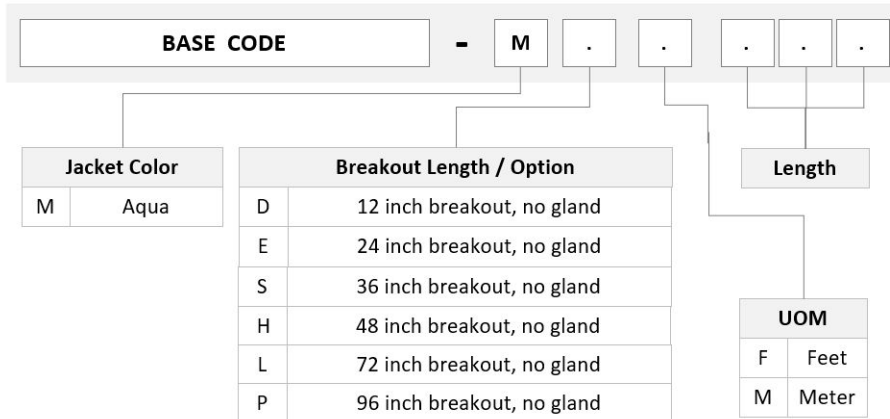 BASE CODE - M . . . . .
Jacket Color
M Aqua
Breakout Length / Option
D 12 inch breakout, no gland
E 24 inch breakout, no gland
S 36 inch breakout, no gland
H 48 inch breakout, no gland
L 72 inch breakout, no gland
P 96 inch breakout, no gland
Length
UOM
F Feet
M Meter